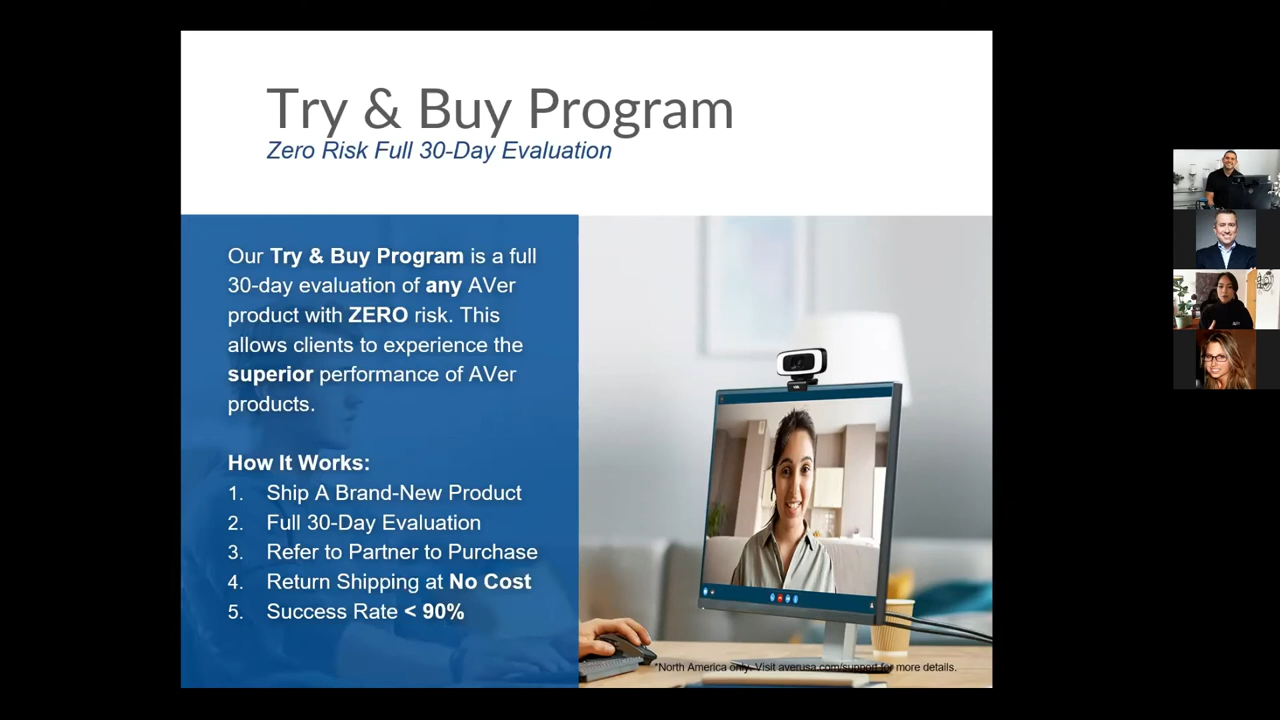 Try & Buy Program
Zero Risk Full 30-Day Evaluation
Our Try & Buy Program is a full
30-day evaluation of any AVer
product with ZERO risk. This
allows clients to experience the
superior performance of AVer
products.
How It Works:
1. Ship A Brand-New Product
2. Full 30-Day Evaluation
3. Refer to Partner to Purchase
4. Return Shipping at No Cost
5. Success Rate < 90%
*North America only. Visit averusa.com/support for more details.